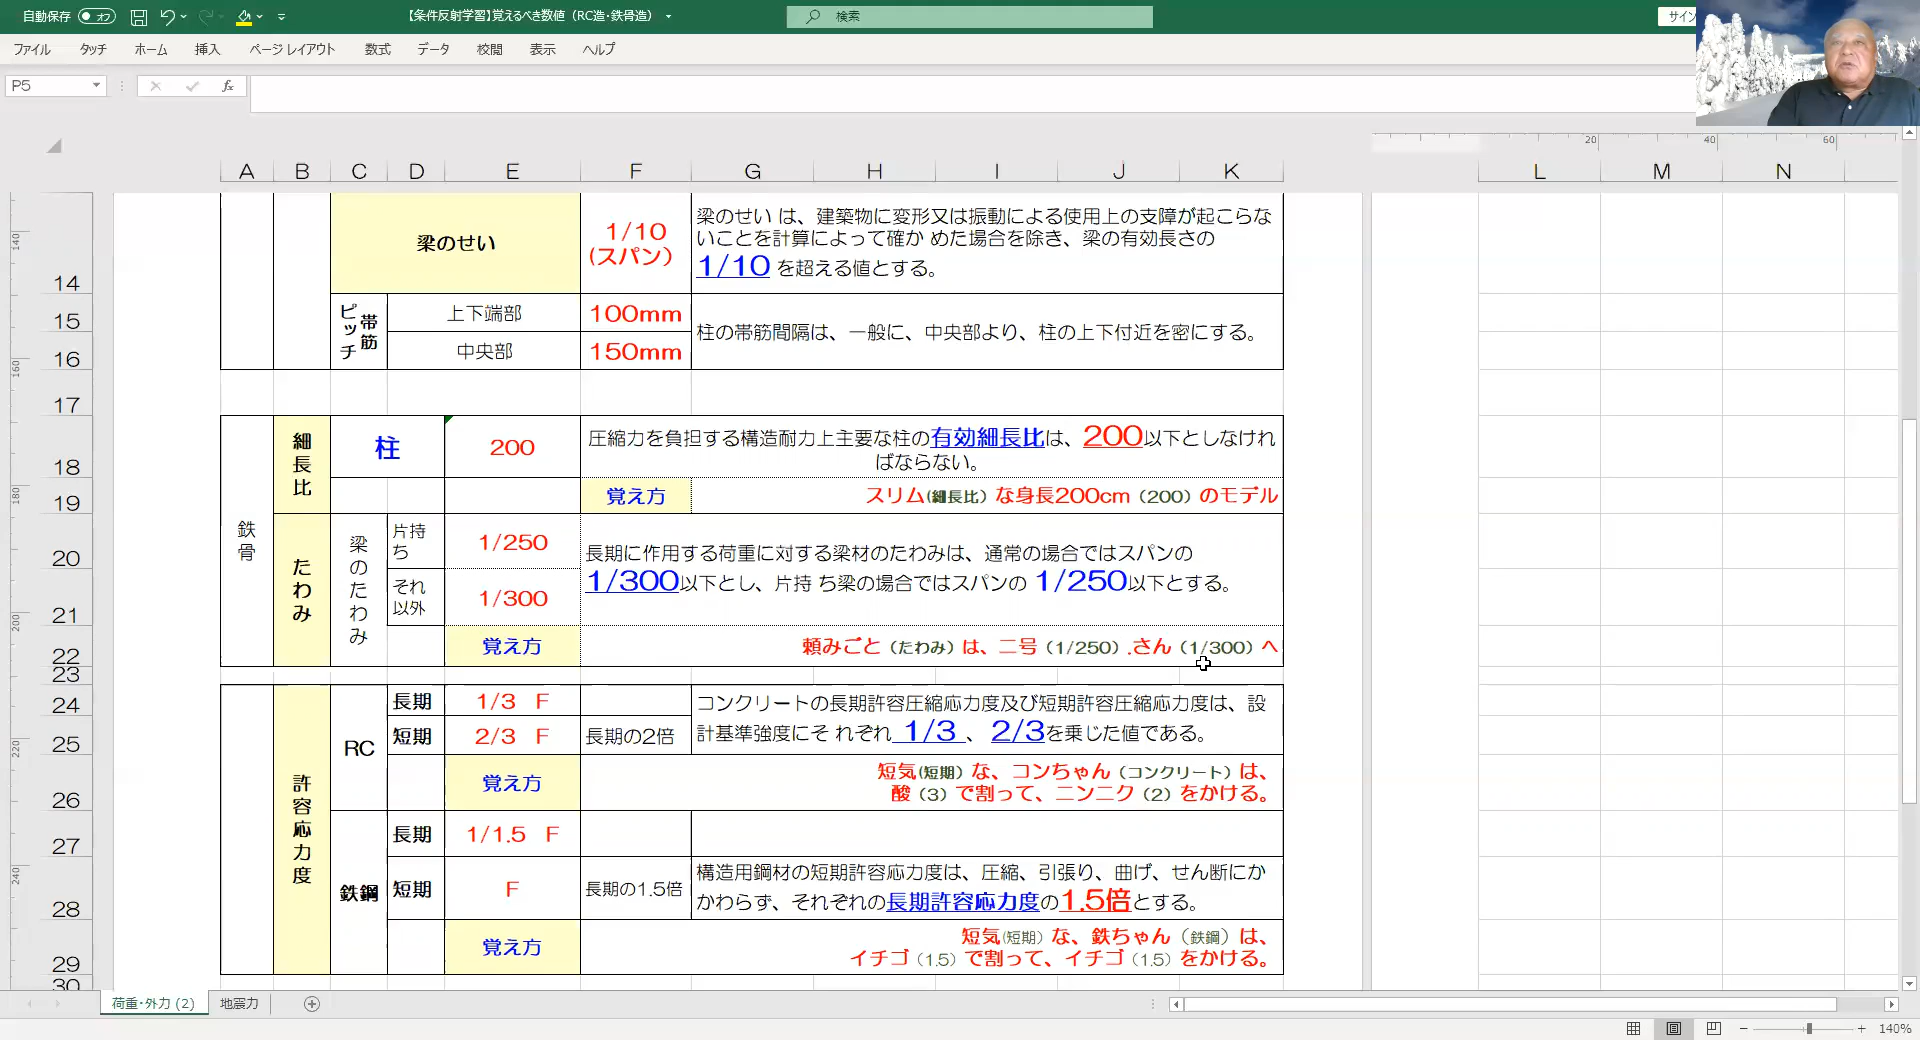 自動保存 オフ
【条件反射学習】覚えるべき数値（RC造・鉄骨造）
検索
サイン
ファイル タッチ ホーム 挿入 ページ レイアウト 数式 データ 校閲 表示 ヘルプ
P5
fx
20 40 60
A B C D E F G H I J K L M N
梁のせい
1/10
(スパン）
梁のせい は、建築物に変形又は振動による使用上の支障が起こらな
いことを計算によって確か めた場合を除き、梁の有効長さの
1/10 を超える値とする。
14
帯筋
ピッチ
上下端部
100mm
15
中央部
150mm
16
柱の帯筋間隔は、一般に、中央部より、柱の上下付近を密にする。
17
鉄骨
細長比
柱
200
圧縮力を負担する構造耐力上主要な柱の有効細長比は、200以下としなけれ
ばならない。
18
覚え方
スリム(細長比）な身長200cm（200）のモデル
19
たわみ
梁のたわみ
片持
ち
1/250
20
それ
以外
1/300
21
長期に作用する荷重に対する梁材のたわみは、通常の場合ではスパンの
1/300以下とし、片持 ち梁の場合ではスパンの 1/250以下とする。
覚え方
頼みごと（たわみ）は、二号（1/250）.さん（1/300）へ
22
23
許容応力度
RC
長期
1/3 F
24
短期
2/3 F
長期の2倍
25
コンクリートの長期許容圧縮応力度及び短期許容圧縮応力度は、設
計基準強度にそ れぞれ 1/3 、 2/3を乗じた値である。
覚え方
短気(短期）な、コンちゃん（コンクリート）は、
酸（3）で割って、ニンニク（2）をかける。
26
鉄鋼
長期
1/1.5 F
27
短期
F
長期の1.5倍
構造用鋼材の短期許容応力度は、圧縮、引張り、曲げ、せん断にか
かわらず、それぞれの長期許容応力度の1.5倍とする。
28
覚え方
短気(短期）な、鉄ちゃん（鉄鋼）は、
イチゴ（1.5）で割って、イチゴ（1.5）をかける。
29
30
140
160
180
200
220
240
荷重・外力 (2) 地震力
140%